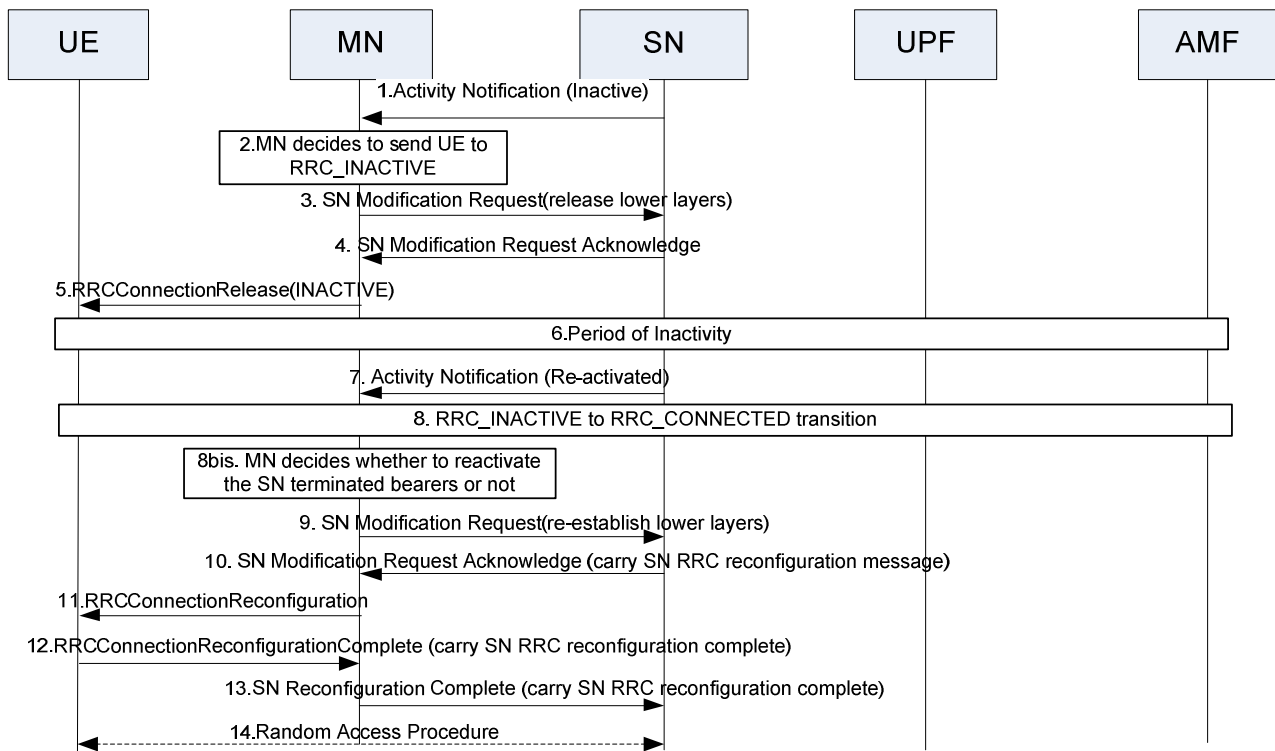 UE
MN
SN
UPF
AMF
1.Activity Notification (Inactive)
2.MN decides to send UE to
RRC_INACTIVE
3. SN Modification Request(release lower layers)
4. SN Modification Request Acknowledge
5.RRCConnectionRelease(INACTIVE)
6.Period of Inactivity
7. Activity Notification (Re-activated)
8. RRC_INACTIVE to RRC_CONNECTED transition
8bis. MN decides whether to reactivate
the SN terminated bearers or not
9. SN Modification Request(re-establish lower layers)
10. SN Modification Request Acknowledge (carry SN RRC reconfiguration message)
11.RRCConnectionReconfiguration
12.RRCConnectionReconfigurationComplete (carry SN RRC reconfiguration complete)
13.SN Reconfiguration Complete (carry SN RRC reconfiguration complete)
14.Random Access Procedure